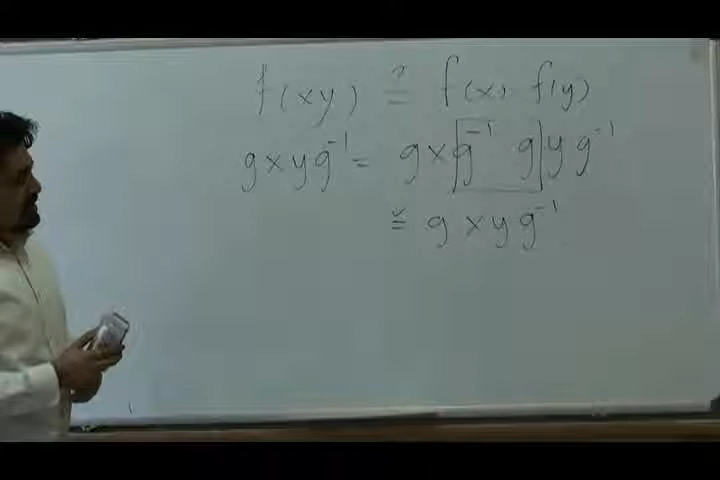 f(xy) ?= f(x) f(y)
gxyg⁻¹ = gxg⁻¹ gyg⁻¹
≚ gxyg⁻¹